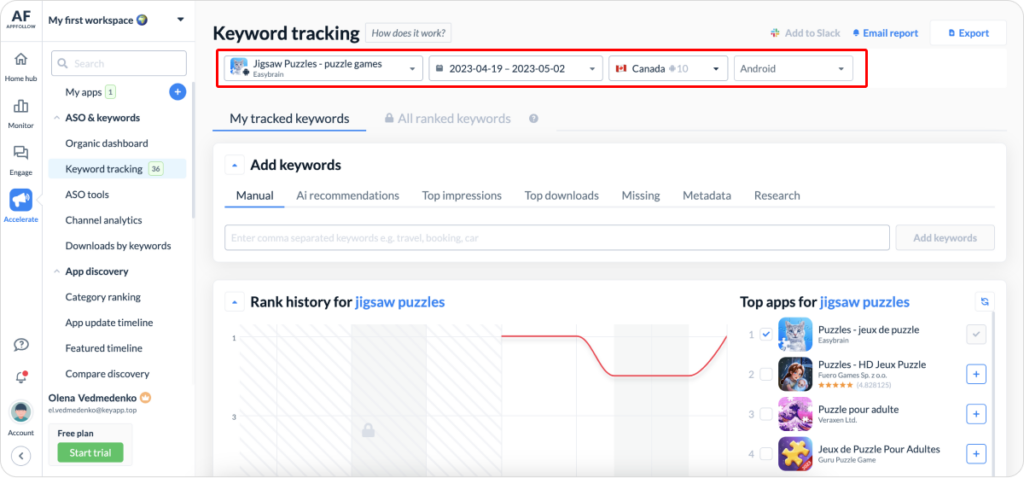 AF
APPFOLLOW
Home hub
Monitor
Engage
Accelerate
Account
My first workspace
Search
My apps 1
ASO & keywords
Organic dashboard
Keyword tracking 36
ASO tools
Channel analytics
Downloads by keywords
App discovery
Category ranking
App update timeline
Featured timeline
Compare discovery
Olena Vedmedenko
el.vedmedenko@keyapp.top
Free plan
Start trial
Keyword tracking How does it work?
Add to Slack Email report Export
Jigsaw Puzzles - puzzle games
Easybrain
2023-04-19 – 2023-05-02
Canada 10
Android
My tracked keywords All ranked keywords ?
Add keywords
Manual Ai recommendations Top impressions Top downloads Missing Metadata Research
Enter comma separated keywords e.g, travel, booking, car Add keywords
Rank history for jigsaw puzzles
1
3
Top apps for jigsaw puzzles
1 Puzzles - jeux de puzzle
Easybrain
2 Puzzles - HD Jeux Puzzle
Fuero Games Sp. z o.o.
(4.828125)
3 Puzzle pour adulte
Veraxen Ltd.
4 Jeux de Puzzle Pour Adultes
Guru Puzzle Game